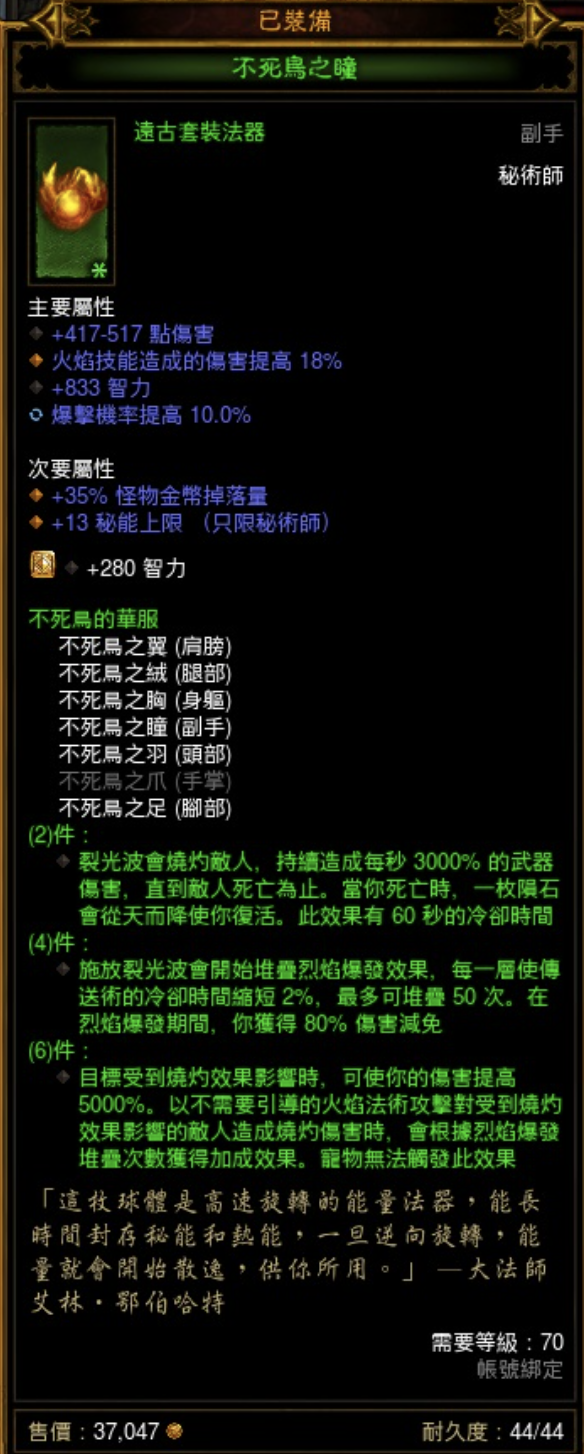 已裝備
不死鳥之瞳
遠古套裝法器
副手
秘術師
主要屬性
+417-517 點傷害
火焰技能造成的傷害提高 18%
+833 智力
爆擊機率提高 10.0%
次要屬性
+35% 怪物金幣掉落量
+13 秘能上限 （只限秘術師）
+280 智力
不死鳥的華服
不死鳥之翼 (肩膀)
不死鳥之絨 (腿部)
不死鳥之胸 (身軀)
不死鳥之瞳 (副手)
不死鳥之羽 (頭部)
不死鳥之爪 (手掌)
不死鳥之足 (腳部)
(2)件：
裂光波會燒灼敵人，持續造成每秒 3000% 的武器
傷害，直到敵人死亡為止。當你死亡時，一枚隕石
會從天而降使你復活。此效果有 60 秒的冷卻時間
(4)件：
施放裂光波會開始堆疊烈焰爆發效果，每一層使傳
送術的冷卻時間縮短 2%，最多可堆疊 50 次。在
烈焰爆發期間，你獲得 80% 傷害減免
(6)件：
目標受到燒灼效果影響時，可使你的傷害提高
5000%。以不需要引導的火焰法術攻擊對受到燒灼
效果影響的敵人造成燒灼傷害時，會根據烈焰爆發
堆疊次數獲得加成效果。寵物無法觸發此效果
「這枚球體是高速旋轉的能量法器，能長
時間封存秘能和熱能，一旦逆向旋轉，能
量就會開始散逸，供你所用。」 —大法師
艾林·鄂伯哈特
需要等級：70
帳號綁定
售價：37,047
耐久度：44/44